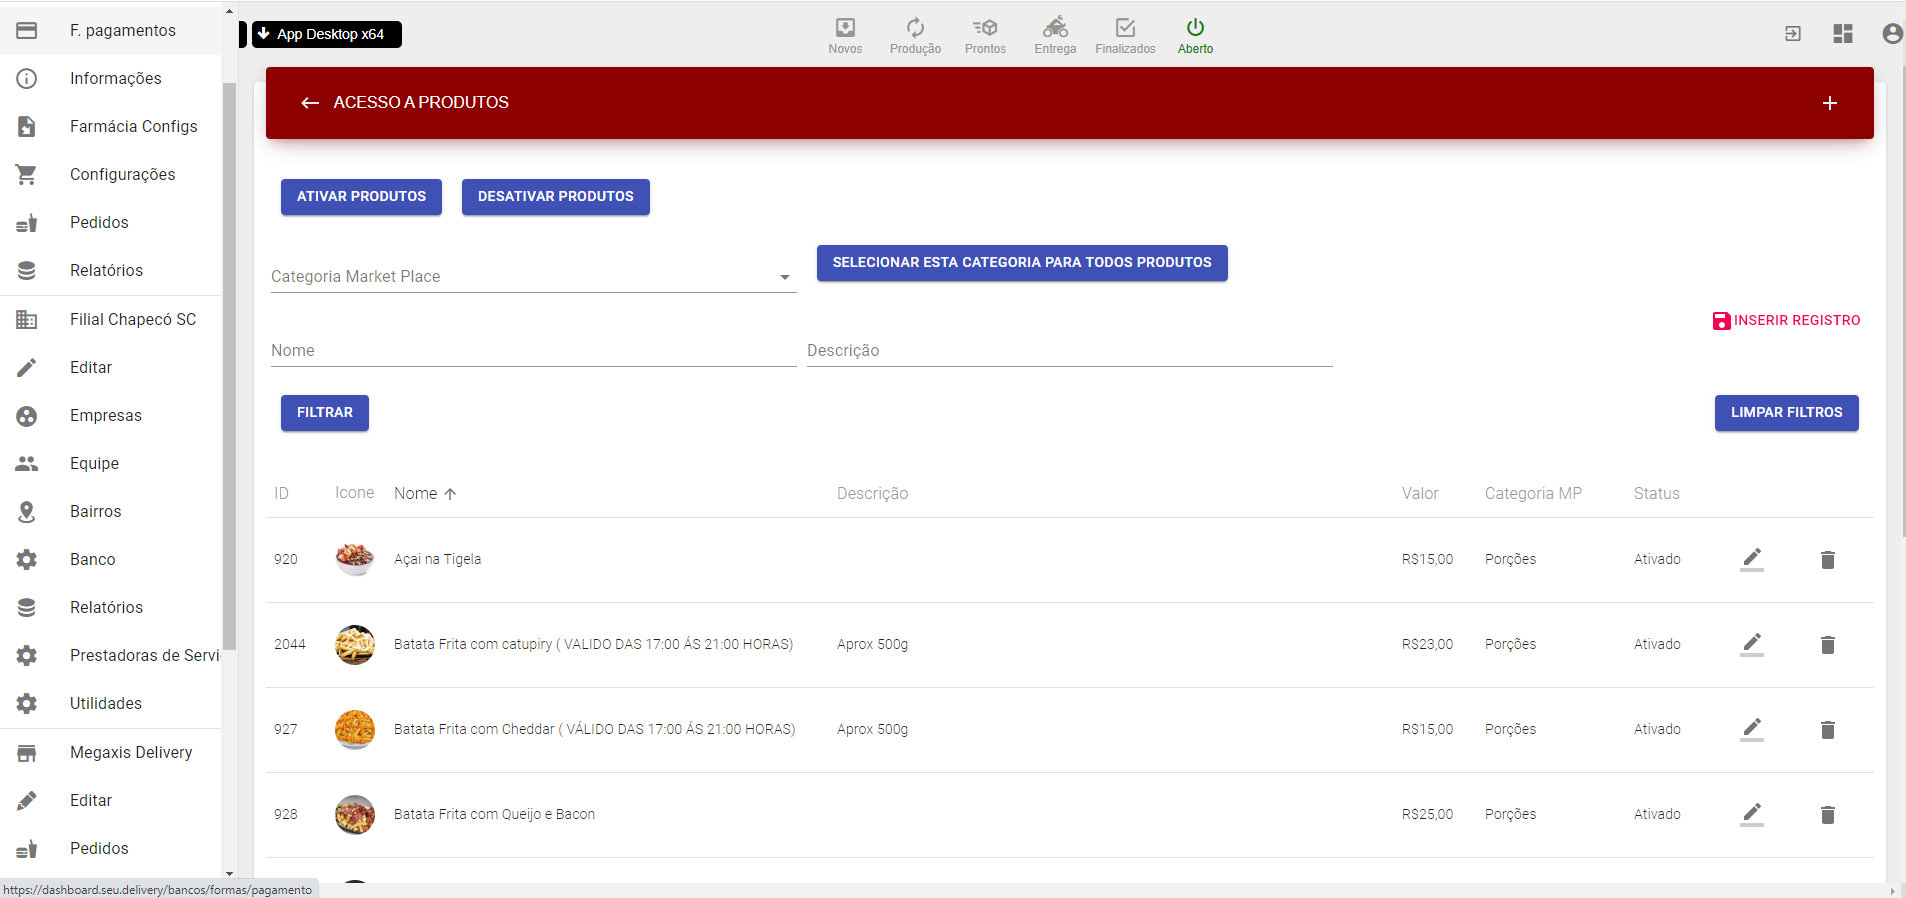 F. pagamentos
Informações
Farmácia Configs
Configurações
Pedidos
Relatórios
Filial Chapecó SC
Editar
Empresas
Equipe
Bairros
Banco
Relatórios
Prestadoras de Servi
Utilidades
Megaxis Delivery
Editar
Pedidos
App Desktop x64
Novos Produção Prontos Entrega Finalizados Aberto
ACESSO A PRODUTOS
ATIVAR PRODUTOS DESATIVAR PRODUTOS
Categoria Market Place SELECIONAR ESTA CATEGORIA PARA TODOS PRODUTOS
INSERIR REGISTRO
Nome Descrição
FILTRAR LIMPAR FILTROS
ID Icone Nome Descrição Valor Categoria MP Status
920 Açai na Tigela R$15,00 Porções Ativado
2044 Batata Frita com catupiry ( VALIDO DAS 17:00 ÁS 21:00 HORAS) Aprox 500g R$23,00 Porções Ativado
927 Batata Frita com Cheddar ( VÁLIDO DAS 17:00 ÁS 21:00 HORAS) Aprox 500g R$15,00 Porções Ativado
928 Batata Frita com Queijo e Bacon R$25,00 Porções Ativado
https://dashboard.seu.delivery/bancos/formas/pagamento